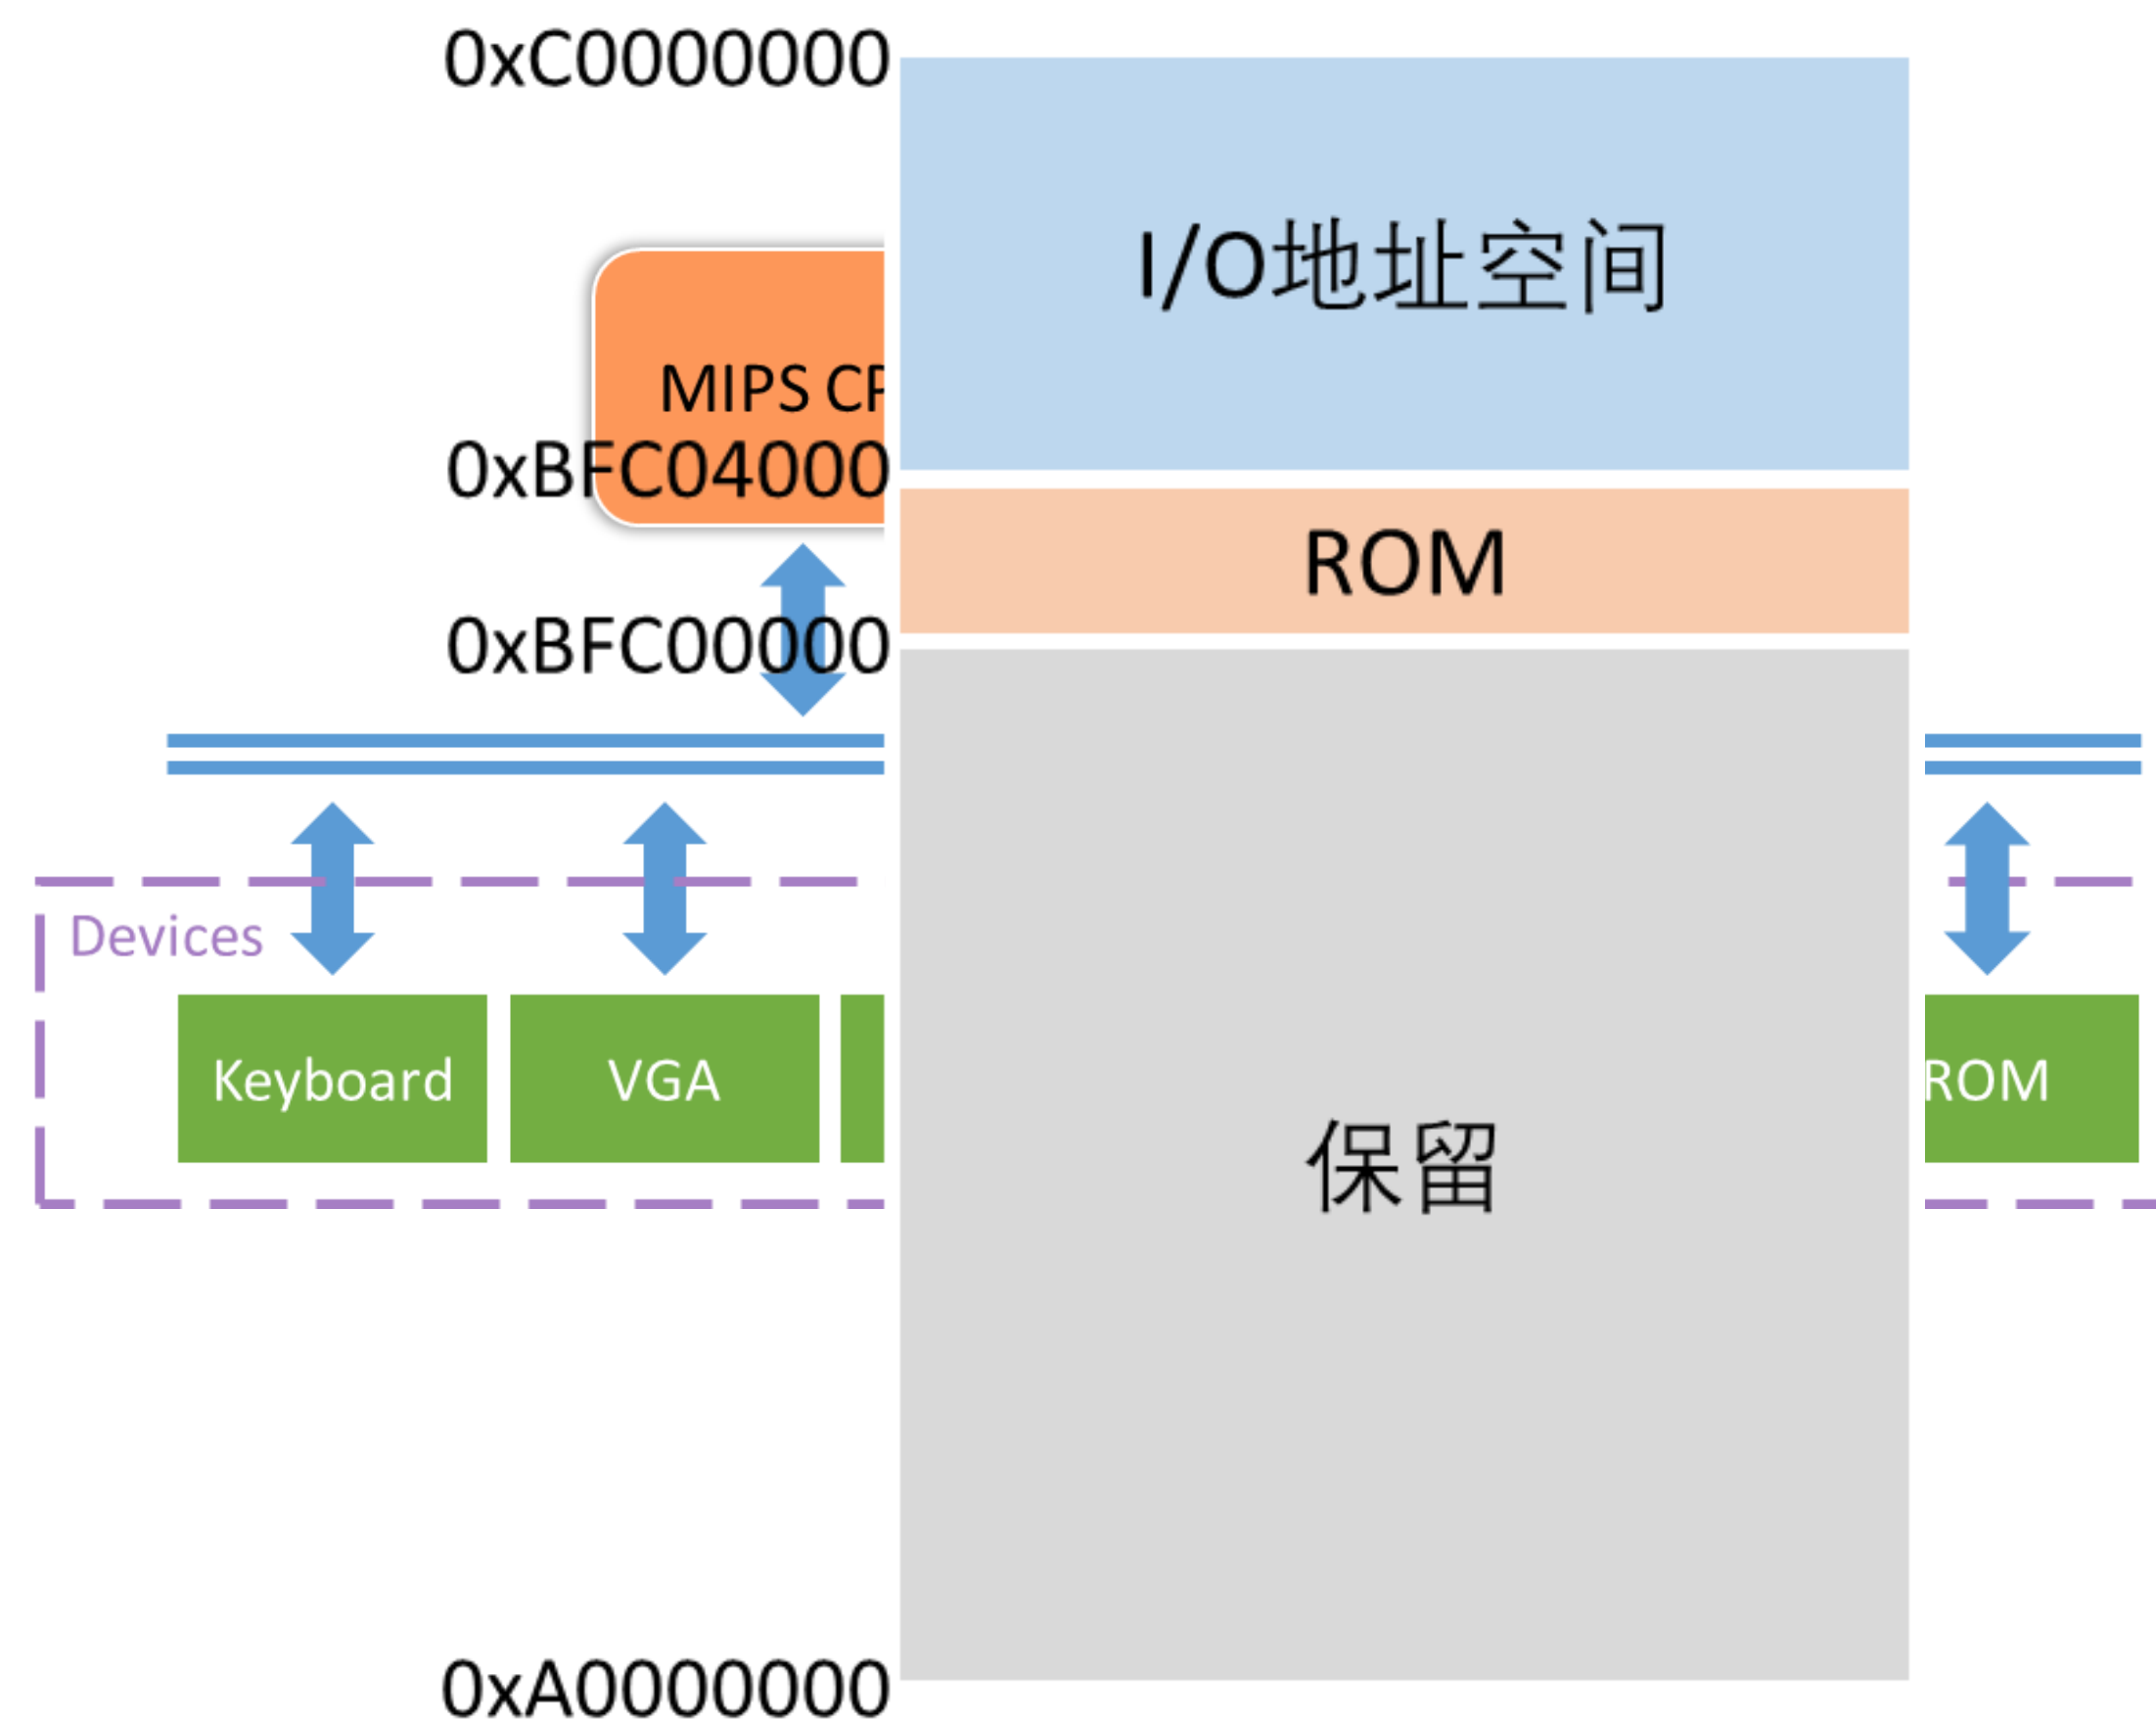 0xC0000000
I/O地址空间
MIPS CP
0xBFC04000
ROM
0xBFC00000
Devices
Keyboard
VGA
ROM
保留
0xA0000000